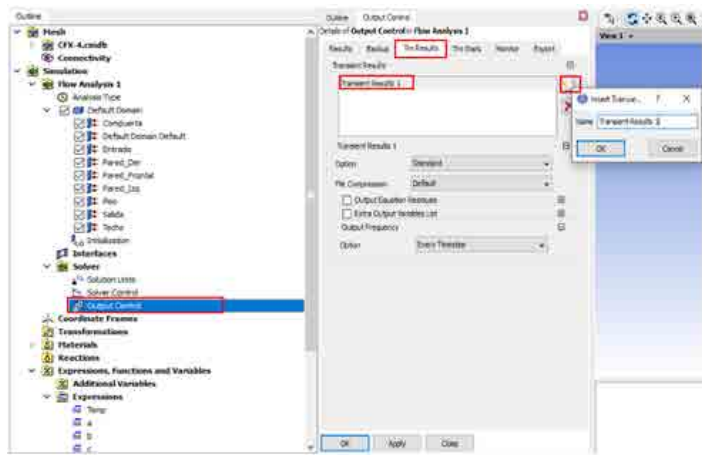 Outline
Mesh
CFX-4.cmdb
Connectivity
Simulation
Flow Analysis 1
Analysis Type
Default Domain
Compuerta
Default Domain Default
Entrada
Pared_Der
Pared_Frontal
Pared_Izq
Piso
Salida
Techo
Initialization
Interfaces
Solver
Solution Units
Solver Control
Output Control
Coordinate Frames
Transformations
Materials
Reactions
Expressions, Functions and Variables
Additional Variables
Expressions
Temp
a
b
c
Outline Output Control
Details of Output Control in Flow Analysis 1
Results Backup Trn Results Trn Stats Monitor Export
Transient Results
Transient Results 1
Transient Results 1
Option Standard
File Compression Default
Output Equation Residuals
Extra Output Variables List
Output Frequency
Option Every Timestep
OK Apply Close
View 1
Insert Transie... ? X
Name Transient Results 1
OK Cancel